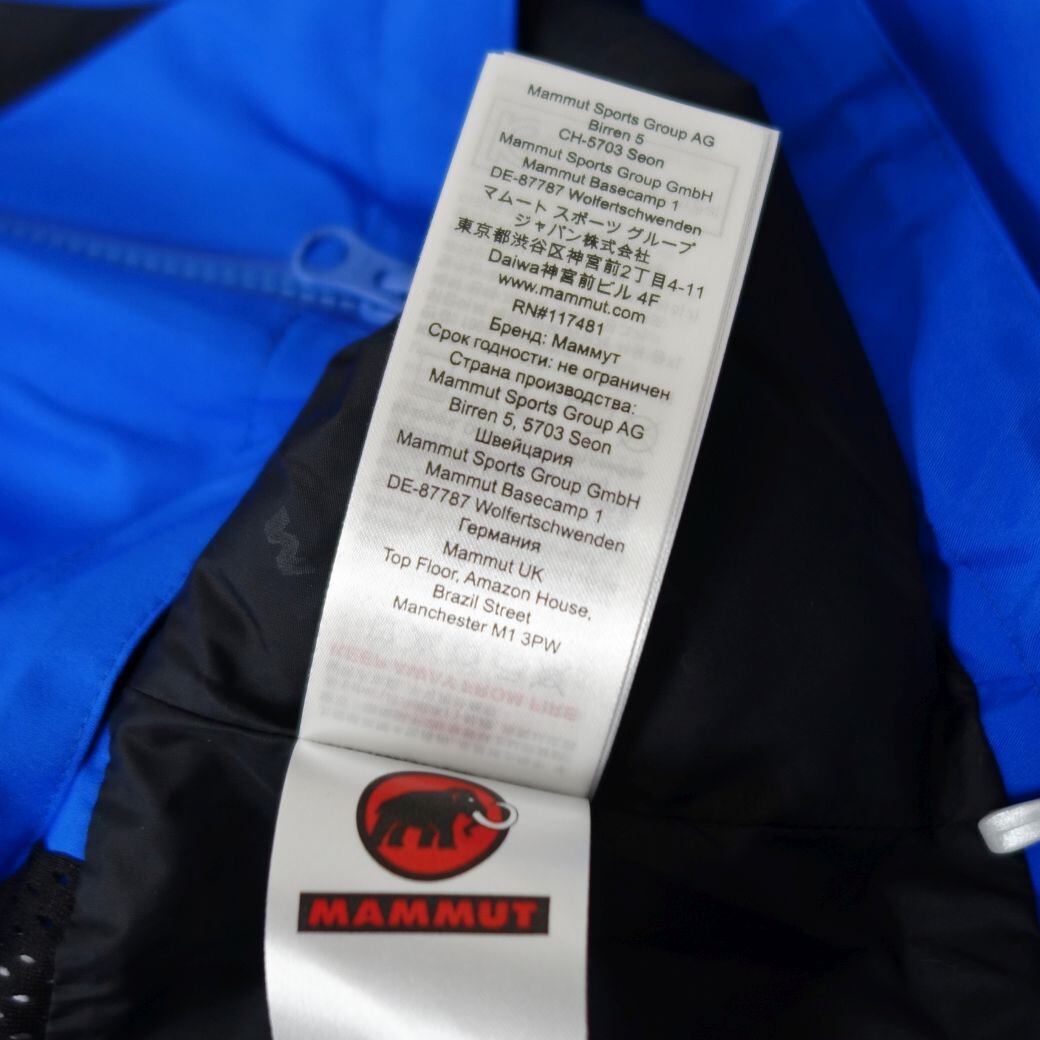 Mammut Sports Group AG
Birren 5
CH-5703 Seon
Mammut Sports Group GmbH
Mammut Basecamp 1
DE-87787 Wolfertschwenden
マムート スポーツ グループ
ジャパン株式会社
東京都渋谷区神宮前2丁目4-11
Daiwa神宮前ビル 4F
www.mammut.com
RN#117481
Бренд: Маммут
Срок годности: не ограничен
Страна производства:
Mammut Sports Group AG
Birren 5, 5703 Seon
Швейцария
Mammut Sports Group GmbH
Mammut Basecamp 1
DE-87787 Wolfertschwenden
Германия
Mammut UK
Top Floor, Amazon House,
Brazil Street
Manchester M1 3PW
MAMMUT